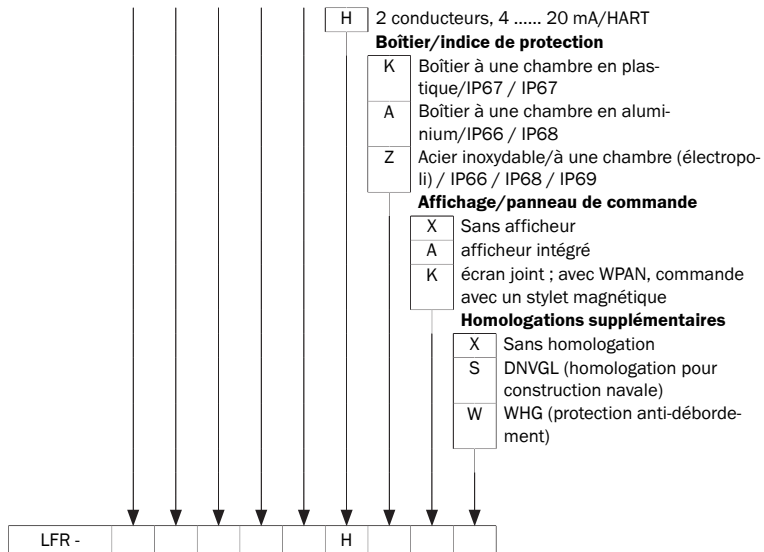 H 2 conducteurs, 4 ...... 20 mA/HART
Boîtier/indice de protection
K Boîtier à une chambre en plas-
tique/IP67 / IP67
A Boîtier à une chambre en alumi-
nium/IP66 / IP68
Z Acier inoxydable/à une chambre (électropo-
li) / IP66 / IP68 / IP69
Affichage/panneau de commande
X Sans afficheur
A afficheur intégré
K écran joint ; avec WPAN, commande
avec un stylet magnétique
Homologations supplémentaires
X Sans homologation
S DNVGL (homologation pour
construction navale)
W WHG (protection anti-déborde-
ment)
LFR - H